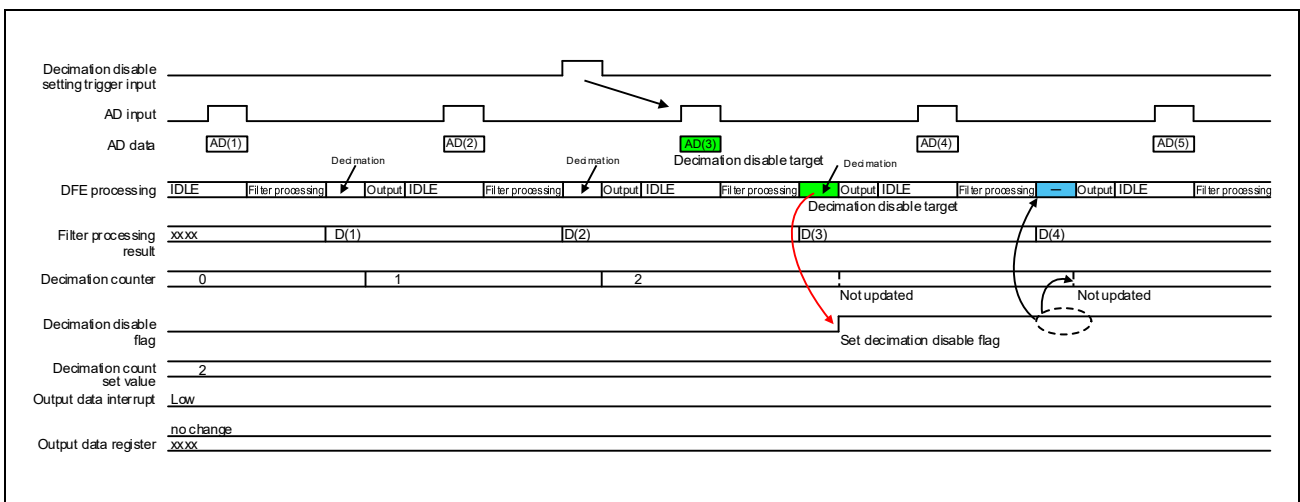 Decimation disable
setting trigger input
AD input
AD data
AD(1)
AD(2)
AD(3)
AD(4)
AD(5)
Decimation
Decimation
Decimation disable target
Decimation
DFE processing
IDLE
Filter processing
Output
IDLE
Filter processing
Output
IDLE
Filter processing
Output
IDLE
Filter processing
—
Output
IDLE
Filter processing
Decimation disable target
Filter processing
result
xxxx
D(1)
D(2)
D(3)
D(4)
Decimation counter
0
1
2
Not updated
Not updated
Decimation disable
flag
Set decimation disable flag
Decimation count
set value
2
Output data interrupt
Low
no change
Output data register
xxxx